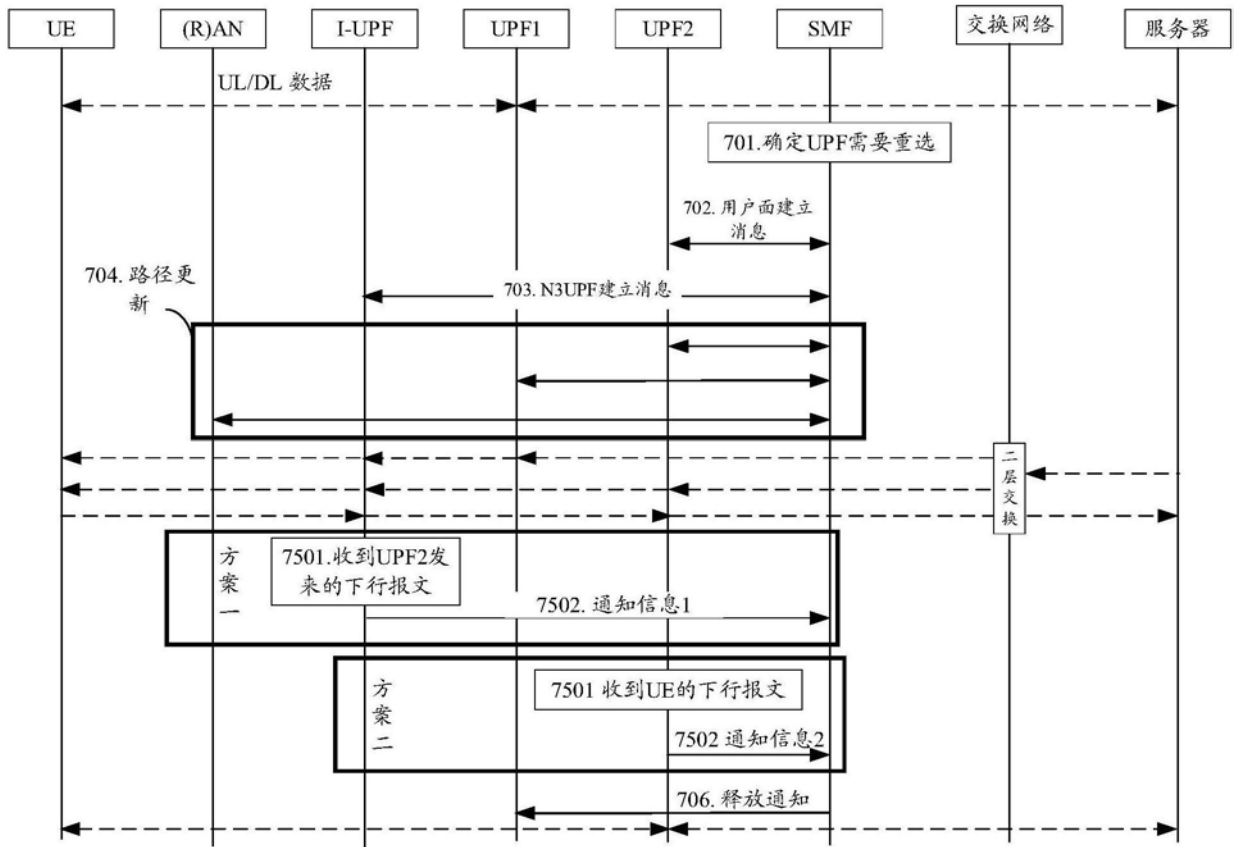 UE
(R)AN
I-UPF
UPF1
UPF2
SMF
交换网络
服务器
UL/DL 数据
701.确定UPF需要重选
702. 用户面建立
消息
703. N3UPF建立消息
704. 路径更
新
二
层
交
换
方
案
一
7501.收到UPF2发
来的下行报文
7502. 通知信息1
方
案
二
7501 收到UE的下行报文
7502 通知信息2
706. 释放通知